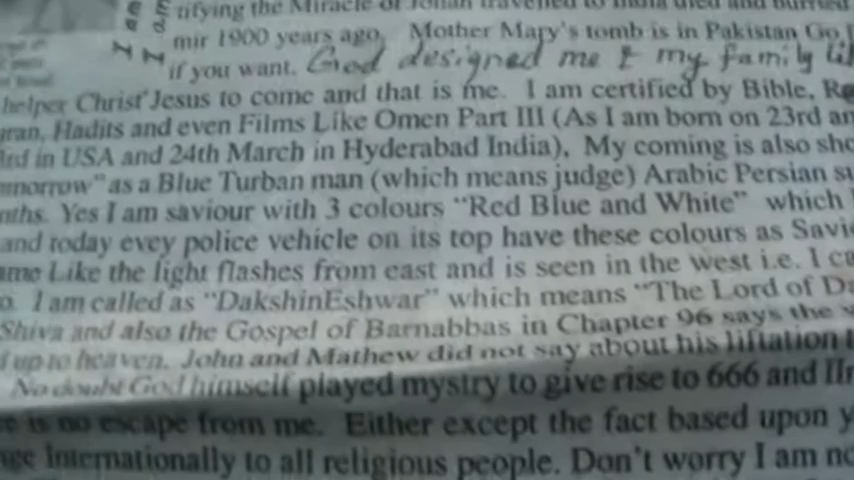 I am
I am
tifying the Miracle of Jonah travelled to India died and burried
mir 1900 years ago. Mother Mary's tomb is in Pakistan Go
if you want. God designed me & my family
helper Christ Jesus to come and that is me. I am certified by Bible,
Hadits and even Films Like Omen Part III (As I am born on 23rd
in USA and 24th March in Hyderabad India), My coming is also
as a Blue Turban man (which means judge) Arabic Persian
Yes I am saviour with 3 colours "Red Blue and White" which
and today evey police vehicle on its top have these colours as
Like the light flashes from east and is seen in the west i.e. I
I am called as "DakshinEshwar" which means "The Lord of
Shiva and also the Gospel of Barnabbas in Chapter 96 says the
up to heaven. John and Mathew did not say about his liftation
No doubt God himself played mystry to give rise to 666 and
is no escape from me. Either except the fact based upon
Internationally to all religious people. Don't worry I am